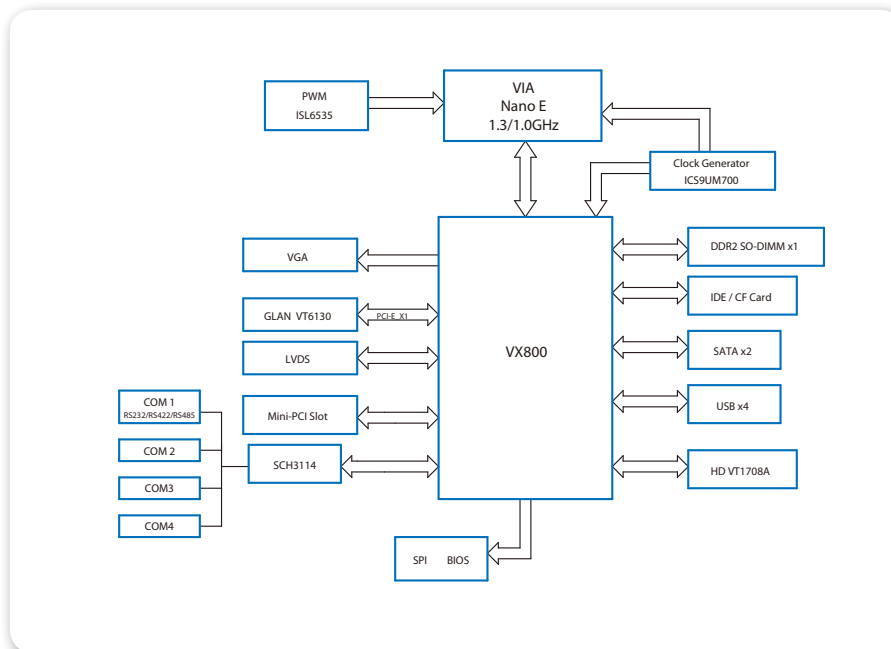 PWM
ISL6535
VIA
Nano E
1.3/1.0GHz
Clock Generator
ICS9UM700
VGA
GLAN VT6130
PCI-E_X1
LVDS
Mini-PCI Slot
SCH3114
COM 1
RS232/RS422/RS485
COM 2
COM3
COM4
VX800
DDR2 SO-DIMM x1
IDE / CF Card
SATA x2
USB x4
HD VT1708A
SPI BIOS